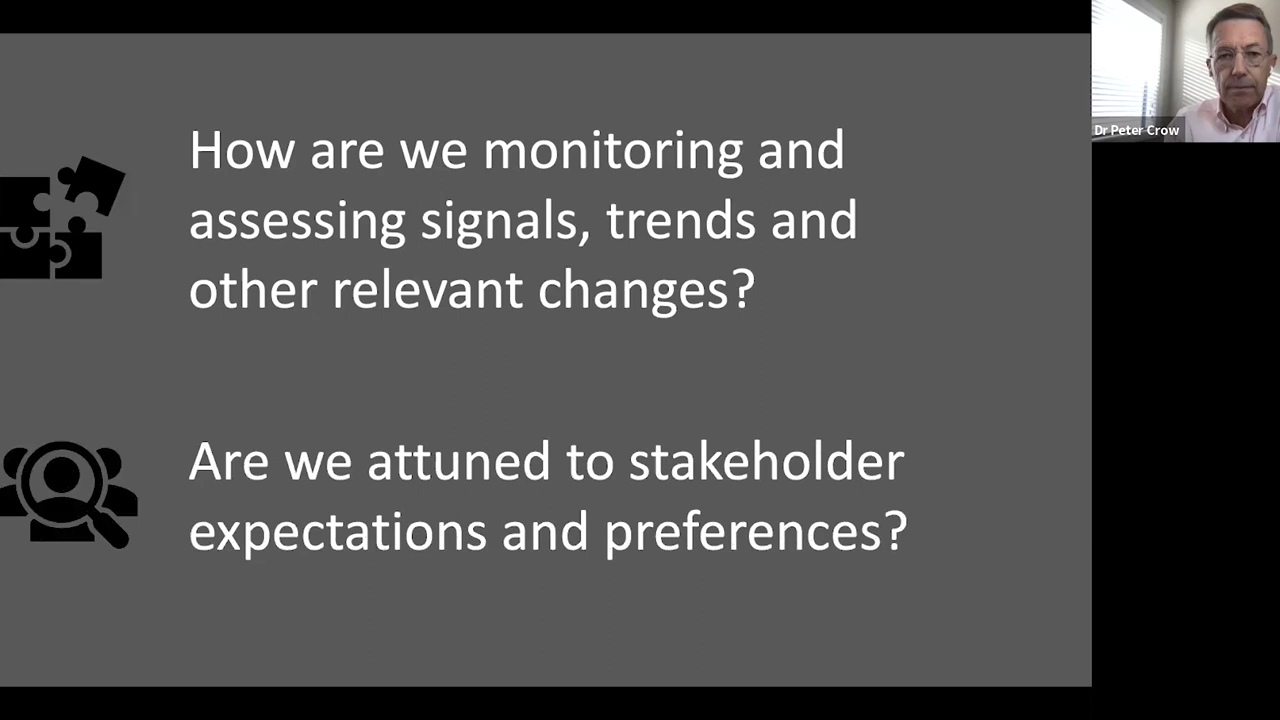 How are we monitoring and
assessing signals, trends and
other relevant changes?
Are we attuned to stakeholder
expectations and preferences?
Dr Peter Crow